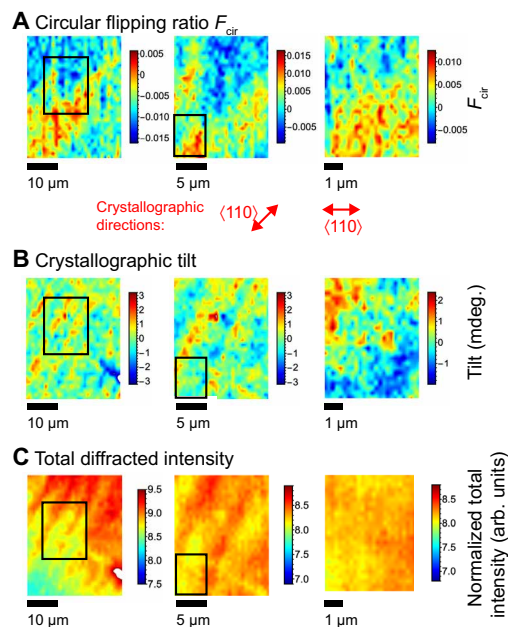 A Circular flipping ratio F_cir
0.005
0
−0.005
−0.010
−0.015
0.015
0.010
0.005
0
−0.005
−0.010
0.010
0.005
0
−0.005
F_cir
10 μm
5 μm
1 μm
Crystallographic directions:
⟨110⟩
⟨110⟩
B Crystallographic tilt
3
2
1
0
−1
−2
−3
3
2
1
0
−1
−2
−3
2
1
0
−1
−2
Tilt (mdeg.)
10 μm
5 μm
1 μm
C Total diffracted intensity
9.5
9.0
8.5
8.0
7.5
8.5
8.0
7.5
7.0
8.5
8.0
7.5
7.0
Normalized total
intensity (arb. units)
10 μm
5 μm
1 μm